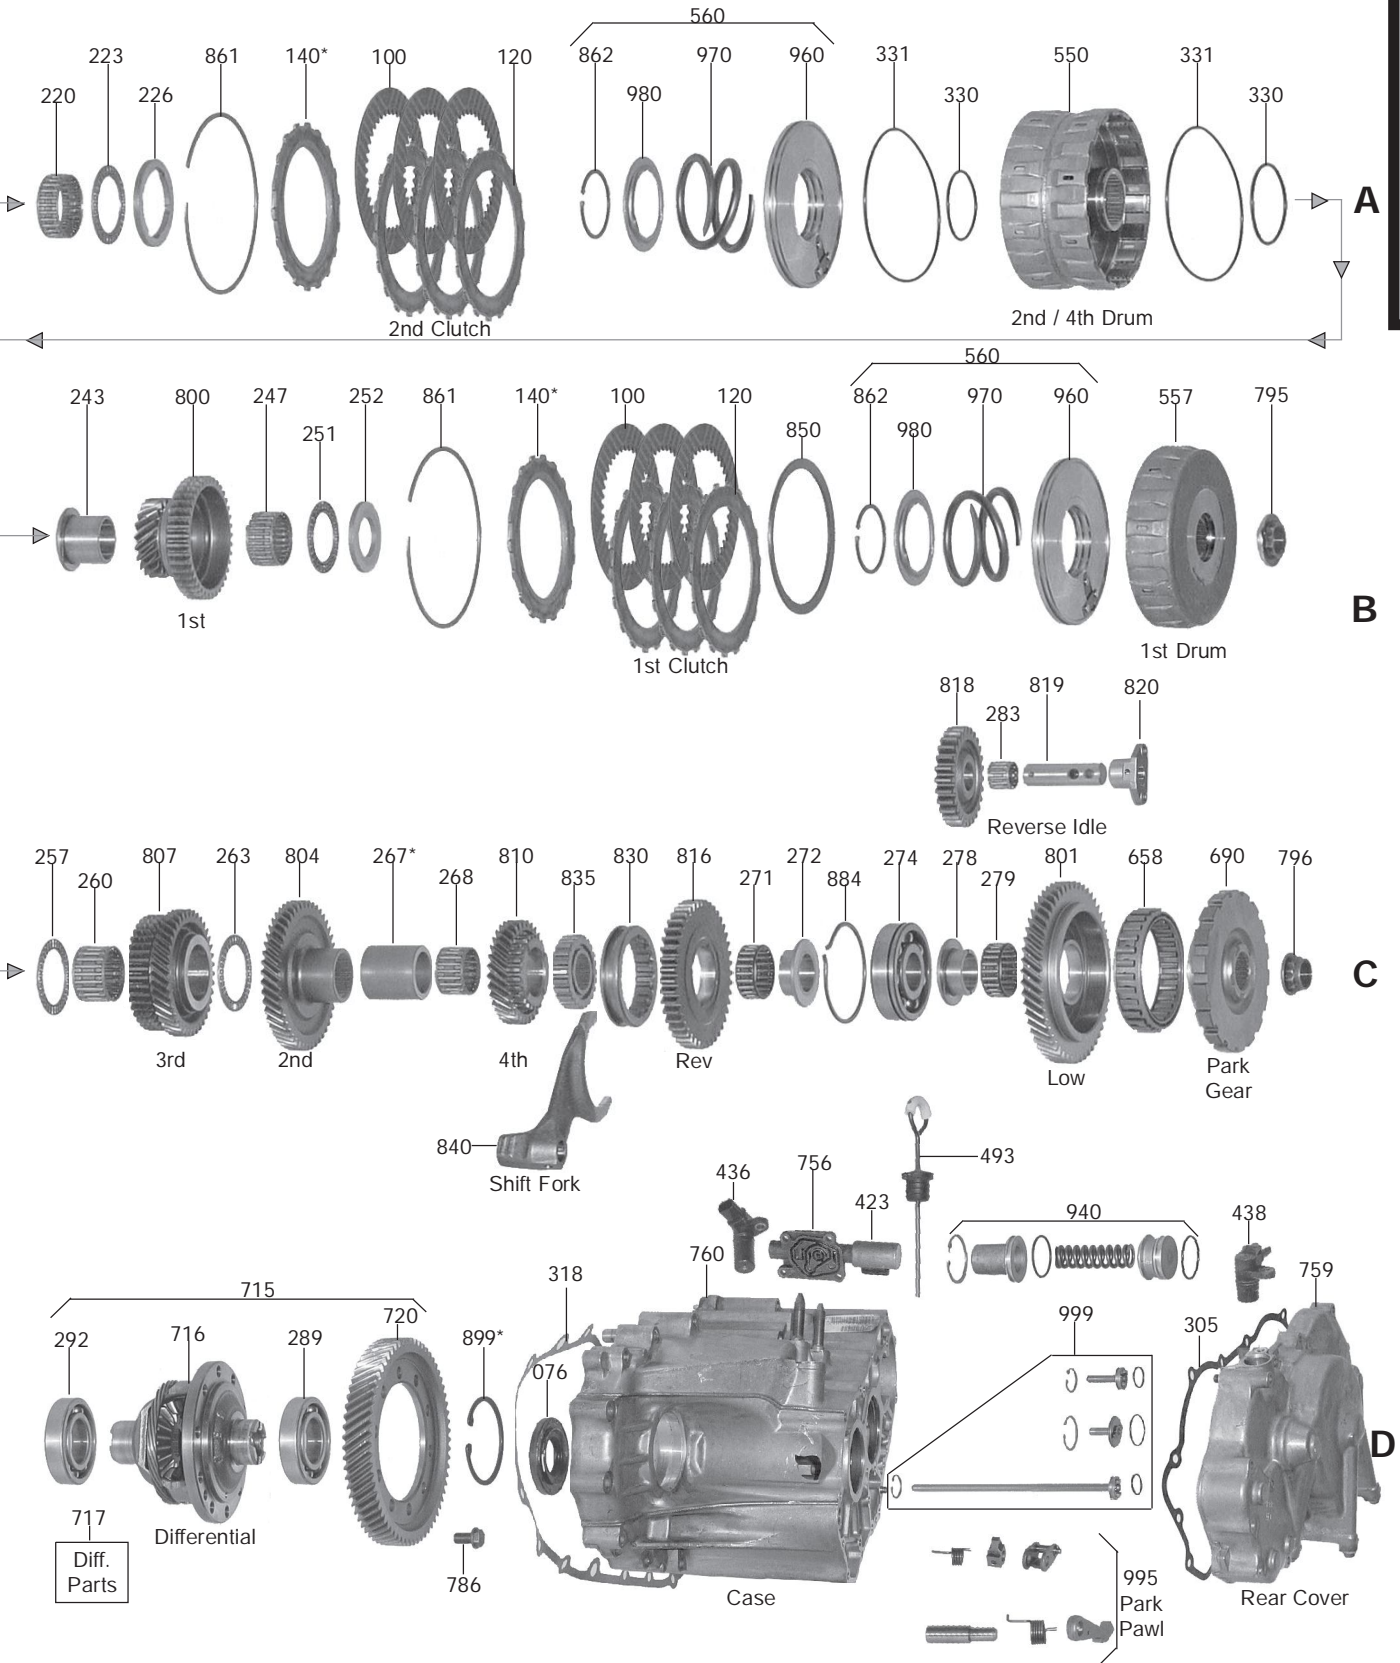 560
223 861 140* 100 120 862 970 960 331 550 331
220 226 980 330 330
A
2nd Clutch
2nd / 4th Drum
560
243 800 247 252 861 140* 100 120 862 970 960 557 795
251 850 980
1st
B
1st Clutch
1st Drum
818 819 820
283
Reverse Idle
257 807 263 804 267* 810 830 816 272 274 278 801 658 690 796
260 268 835 271 884 279
C
3rd 2nd 4th Rev
Low
Park
Gear
840
Shift Fork
493
436 756 423
940 438
760
318 759
715
999
720 305
292 716 289 899*
076
D
717
Diff.
Parts
Differential
786
Case
995
Park
Pawl
Rear Cover